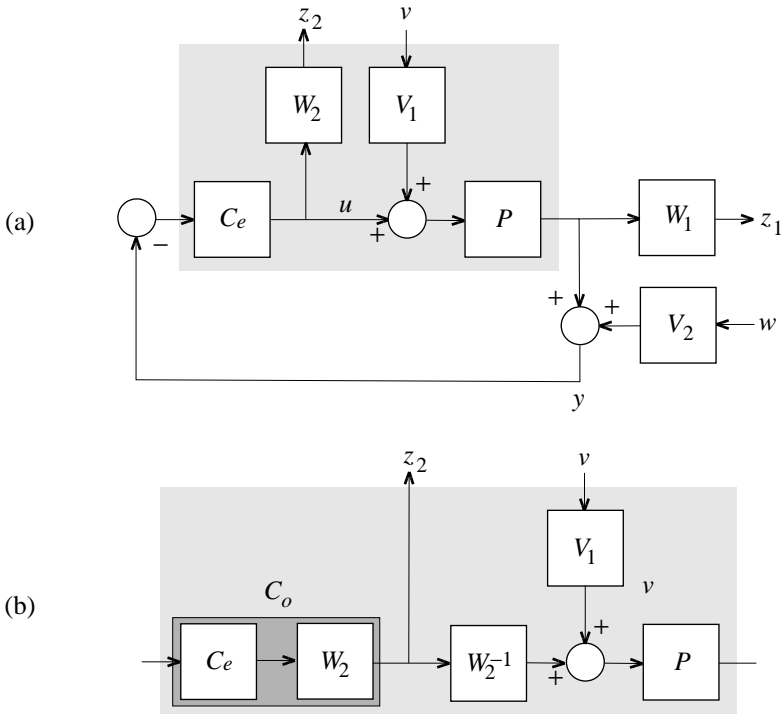 z₂ v
W₂ V₁
(a) − Cₑ u + + P W₁ z₁
+ + V₂ w
y
z₂ v
V₁
(b) Cₒ v
Cₑ W₂ W₂⁻¹ + + P